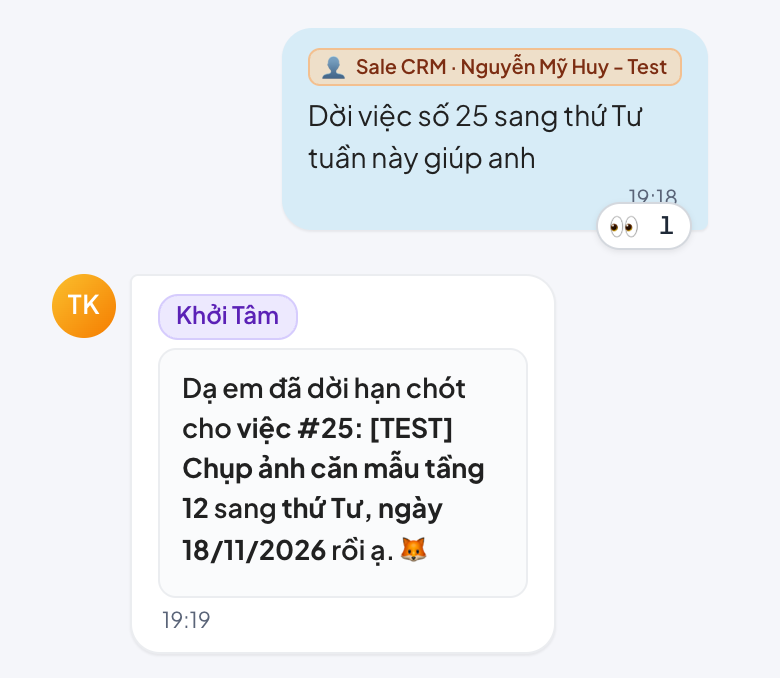 Sale CRM · Nguyễn Mỹ Huy – Test
Dời việc số 25 sang thứ Tư
tuần này giúp anh
19:18
1
TK
Khởi Tâm
Dạ em đã dời hạn chót
cho việc #25: [TEST]
Chụp ảnh căn mẫu tầng
12 sang thứ Tư, ngày
18/11/2026 rồi ạ.
19:19